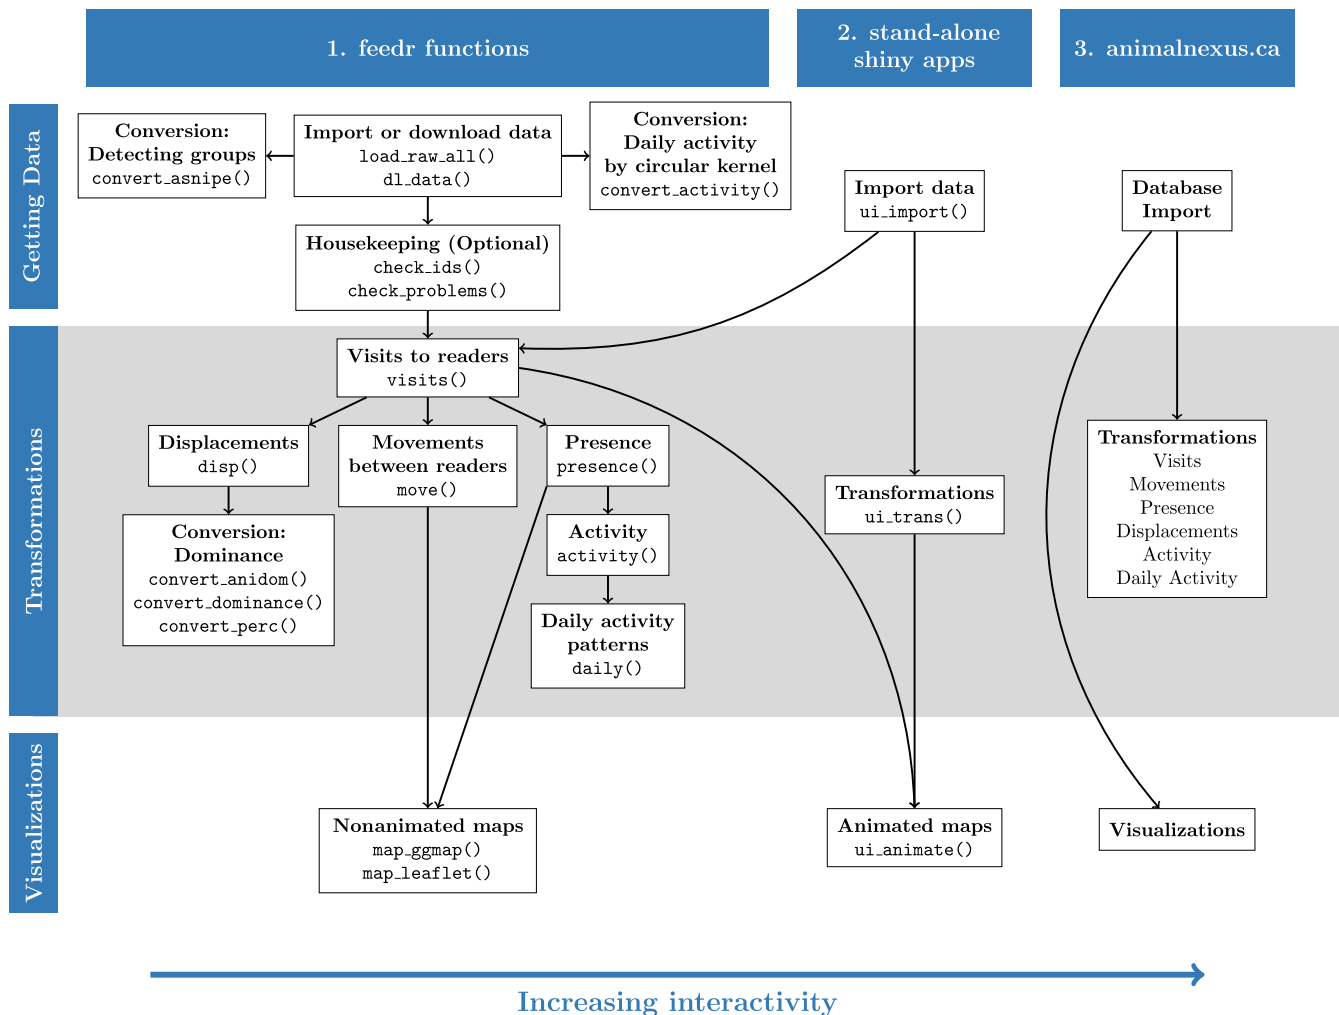 1. feedr functions
2. stand-alone
shiny apps
3. animalnexus.ca
Getting Data
Conversion:
Detecting groups
convert_asnipe()
Import or download data
load_raw_all()
dl_data()
Conversion:
Daily activity
by circular kernel
convert_activity()
Import data
ui_import()
Database
Import
Housekeeping (Optional)
check_ids()
check_problems()
Transformations
Visits to readers
visits()
Displacements
disp()
Movements
between readers
move()
Presence
presence()
Conversion:
Dominance
convert_anidom()
convert_dominance()
convert_perc()
Activity
activity()
Daily activity
patterns
daily()
Transformations
ui_trans()
Transformations
Visits
Movements
Presence
Displacements
Activity
Daily Activity
Visualizations
Nonanimated maps
map_ggmap()
map_leaflet()
Animated maps
ui_animate()
Visualizations
Increasing interactivity